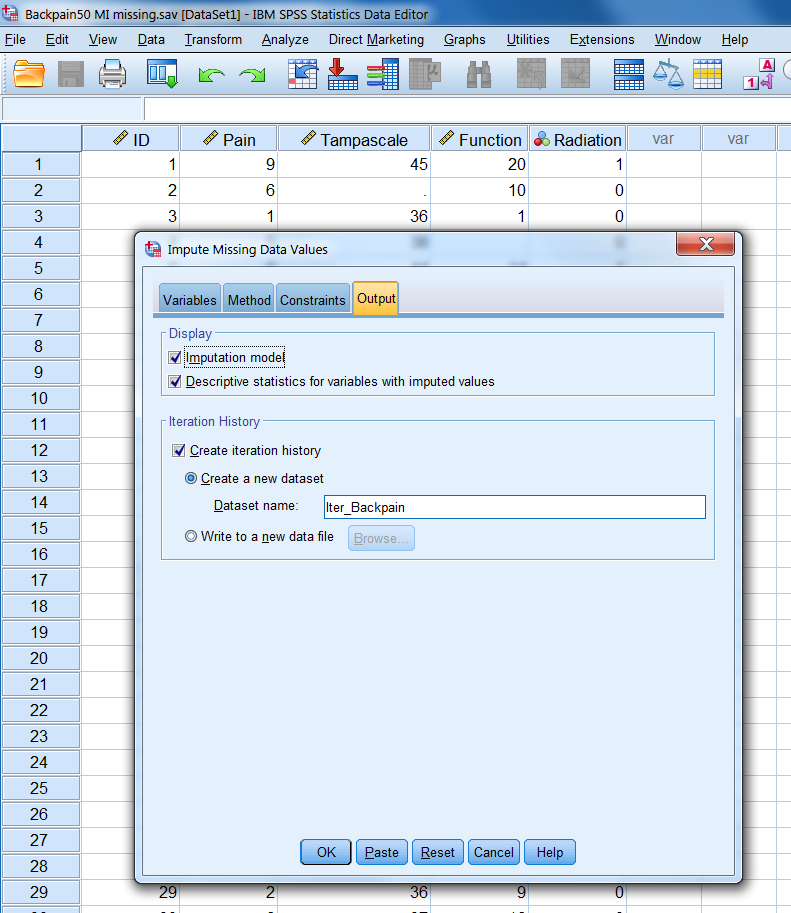 Backpain50 MI missing.sav [DataSet1] - IBM SPSS Statistics Data Editor
File Edit View Data Transform Analyze Direct Marketing Graphs Utilities Extensions Window Help
ID Pain Tampascale Function Radiation var var
1 1 9 45 20 1
2 2 6 . 10 0
3 3 1 36 1 0
4
Impute Missing Data Values
5
Variables Method Constraints Output
6
7
Display
8
Imputation model
9
Descriptive statistics for variables with imputed values
10
11
Iteration History
12
Create iteration history
13
Create a new dataset
14
Dataset name: Iter_Backpain
15
Write to a new data file Browse...
16
17
18
19
20
21
22
23
24
25
26
27
OK Paste Reset Cancel Help
28
29 29 2 36 9 0